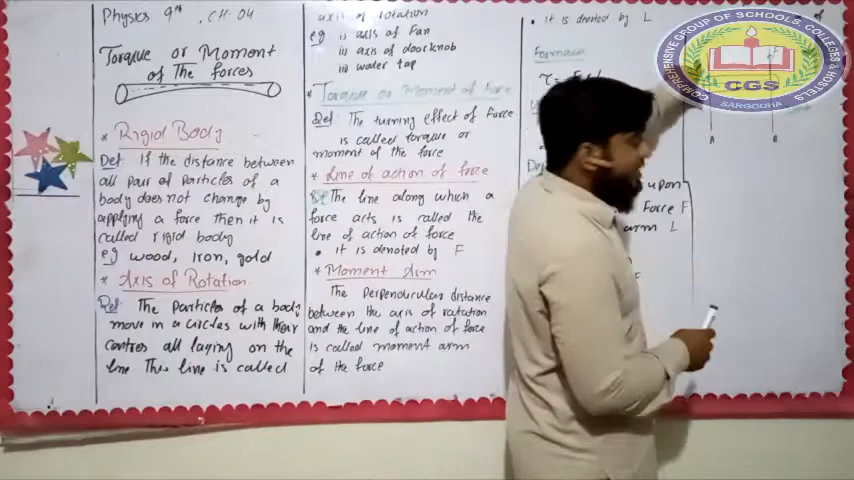 Physics 9th, CH-04
Torque or Moment
of The forces
* Rigid Body
Def If the distance between
all pair of particles of a
body does not change by
applying a force then it is
called rigid body
eg wood, iron, gold
* Axis of Rotation
Def: The particles of a body
move in a circles with their
centres all laying on the
line This line is called
axis of rotation
eg i) axis of Fan
ii) axis of doorknob
iii) water tap
* Torque or Moment of Force
Def: The turning effect of force
is called torque or
moment of the force
* Line of action of force
Def The line along which a
force acts is called the
line of action of force
• it is denoted by F
* Moment Arm
The perpendicular distance
between the axis of rotation
and the line of action of force
is called moment arm
of the force
• it is denoted by L
Formula
upon
Force F
arm L
COMPREHENSIVE GROUP OF SCHOOLS, COLLEGES & HOSTELS
CGS
SARGODHA